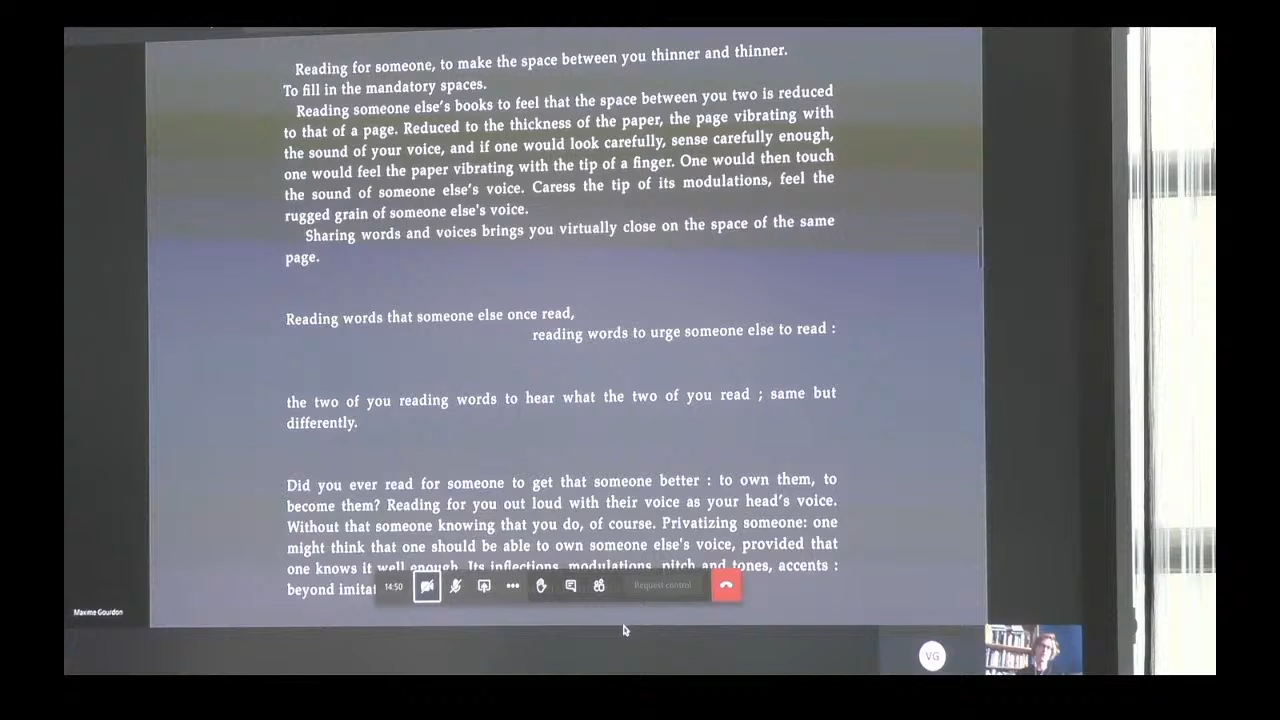 Reading for someone, to make the space between you thinner and thinner.
To fill in the mandatory spaces.
Reading someone else's books to feel that the space between you two is reduced
to that of a page. Reduced to the thickness of the paper, the page vibrating with
the sound of your voice, and if one would look carefully, sense carefully enough,
one would feel the paper vibrating with the tip of a finger. One would then touch
the sound of someone else's voice. Caress the tip of its modulations, feel the
rugged grain of someone else's voice.
Sharing words and voices brings you virtually close on the space of the same
page.
Reading words that someone else once read,
reading words to urge someone else to read :
the two of you reading words to hear what the two of you read ; same but
differently.
Did you ever read for someone to get that someone better : to own them, to
become them? Reading for you out loud with their voice as your head's voice.
Without that someone knowing that you do, of course. Privatizing someone: one
might think that one should be able to own someone else's voice, provided that
one knows it well enough. Its inflections, modulations, pitch and tones, accents :
beyond
14:50
Request control
Maxime Gourdon
VG